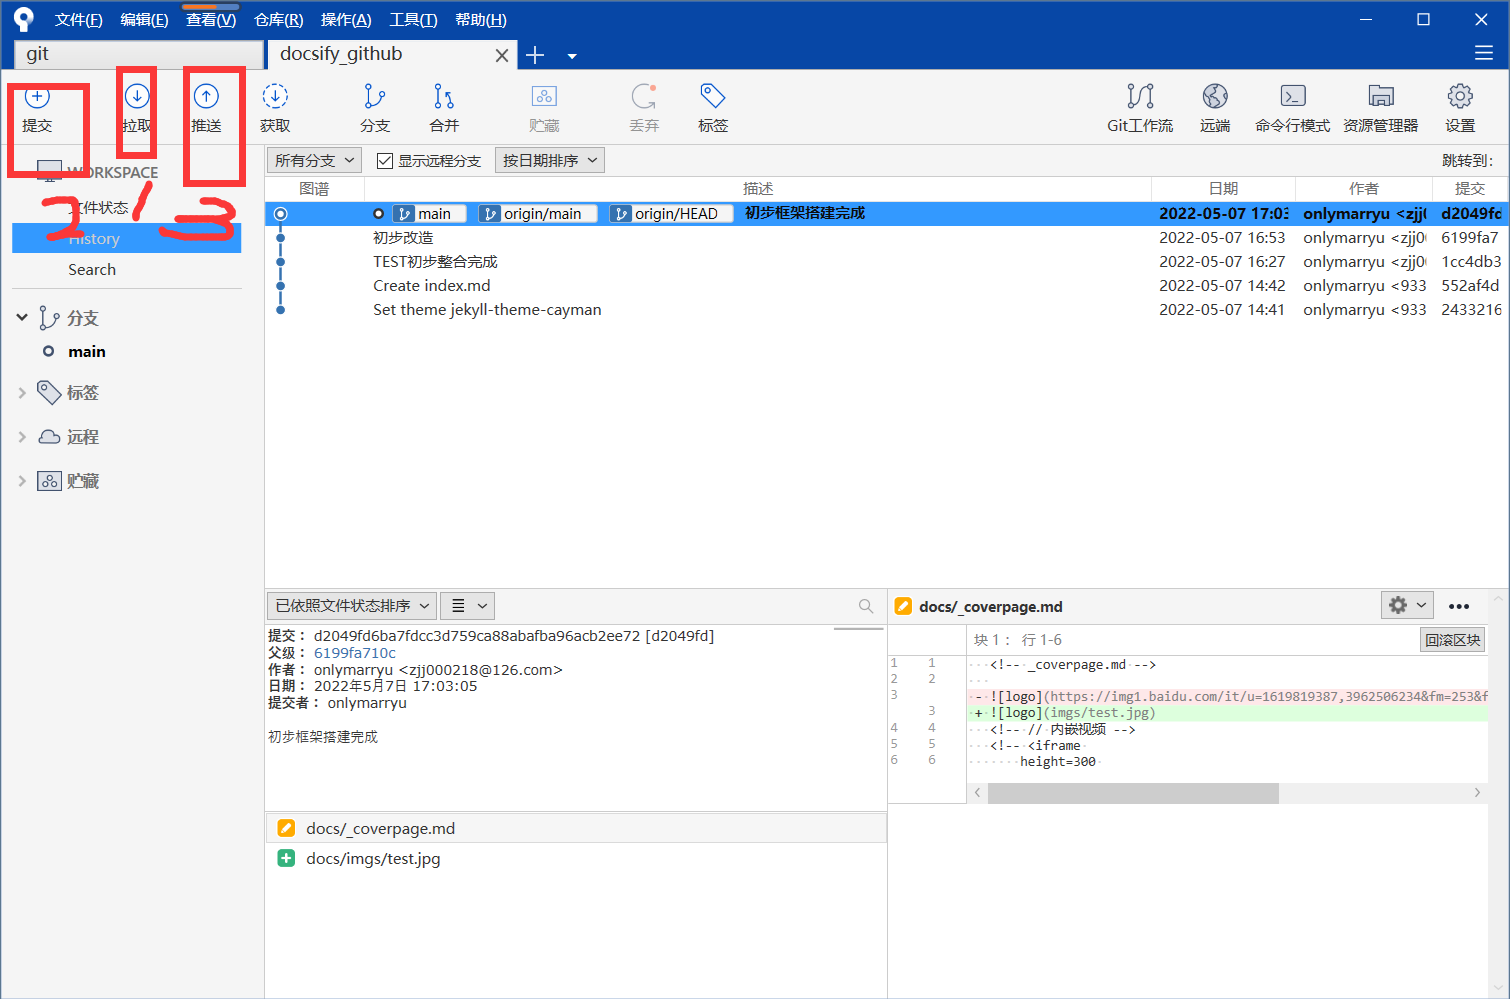 文件(F) 编辑(E) 查看(V) 仓库(R) 操作(A) 工具(T) 帮助(H)
git docsify_github
提交 拉取 推送 获取 分支 合并 贮藏 丢弃 标签 Git工作流 远端 命令行模式 资源管理器 设置
WORKSPACE
文件状态
History
Search
2 1 3
分支
main
标签
远程
贮藏
所有分支 显示远程分支 按日期排序 跳转到:
图谱 描述 日期 作者 提交
main origin/main origin/HEAD 初步框架搭建完成 2022-05-07 17:03 onlymarryu <zjj d2049fd
初步改造 2022-05-07 16:53 onlymarryu <zjj0 6199fa7
TEST初步整合完成 2022-05-07 16:27 onlymarryu <zjj0 1cc4db3
Create index.md 2022-05-07 14:42 onlymarryu <933 552af4d
Set theme jekyll-theme-cayman 2022-05-07 14:41 onlymarryu <933 2433216
已依照文件状态排序
提交： d2049fd6ba7fdcc3d759ca88abafba96acb2ee72 [d2049fd]
父级： 6199fa710c
作者： onlymarryu <zjj000218@126.com>
日期： 2022年5月7日 17:03:05
提交者： onlymarryu
初步框架搭建完成
docs/_coverpage.md
docs/imgs/test.jpg
docs/_coverpage.md
块 1： 行 1-6 回滚区块
1 1 <!-- _coverpage.md -->
2 2
3 - ![logo](https://img1.baidu.com/it/u=1619819387,3962506234&fm=253&f
3 + ![logo](imgs/test.jpg)
4 4 <!-- // 内嵌视频 -->
5 5 <!-- <iframe
6 6 height=300